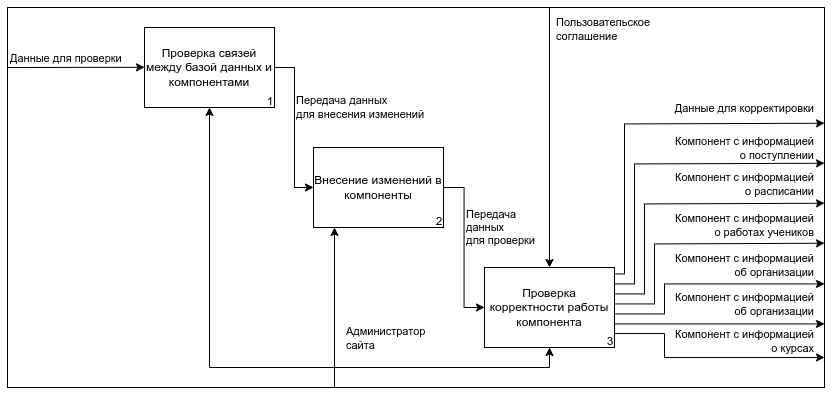 Пользовательское
соглашение
Данные для проверки
Проверка связей
между базой данных и
компонентами
1
Передача данных
для внесения изменений
Внесение изменений в
компоненты
2
Передача
данных
для проверки
Проверка
корректности работы
компонента
3
Администратор
сайта
Данные для корректировки
Компонент с информацией
о поступлении
Компонент с информацией
о расписании
Компонент с информацией
о работах учеников
Компонент с информацией
об организации
Компонент с информацией
об организации
Компонент с информацией
о курсах